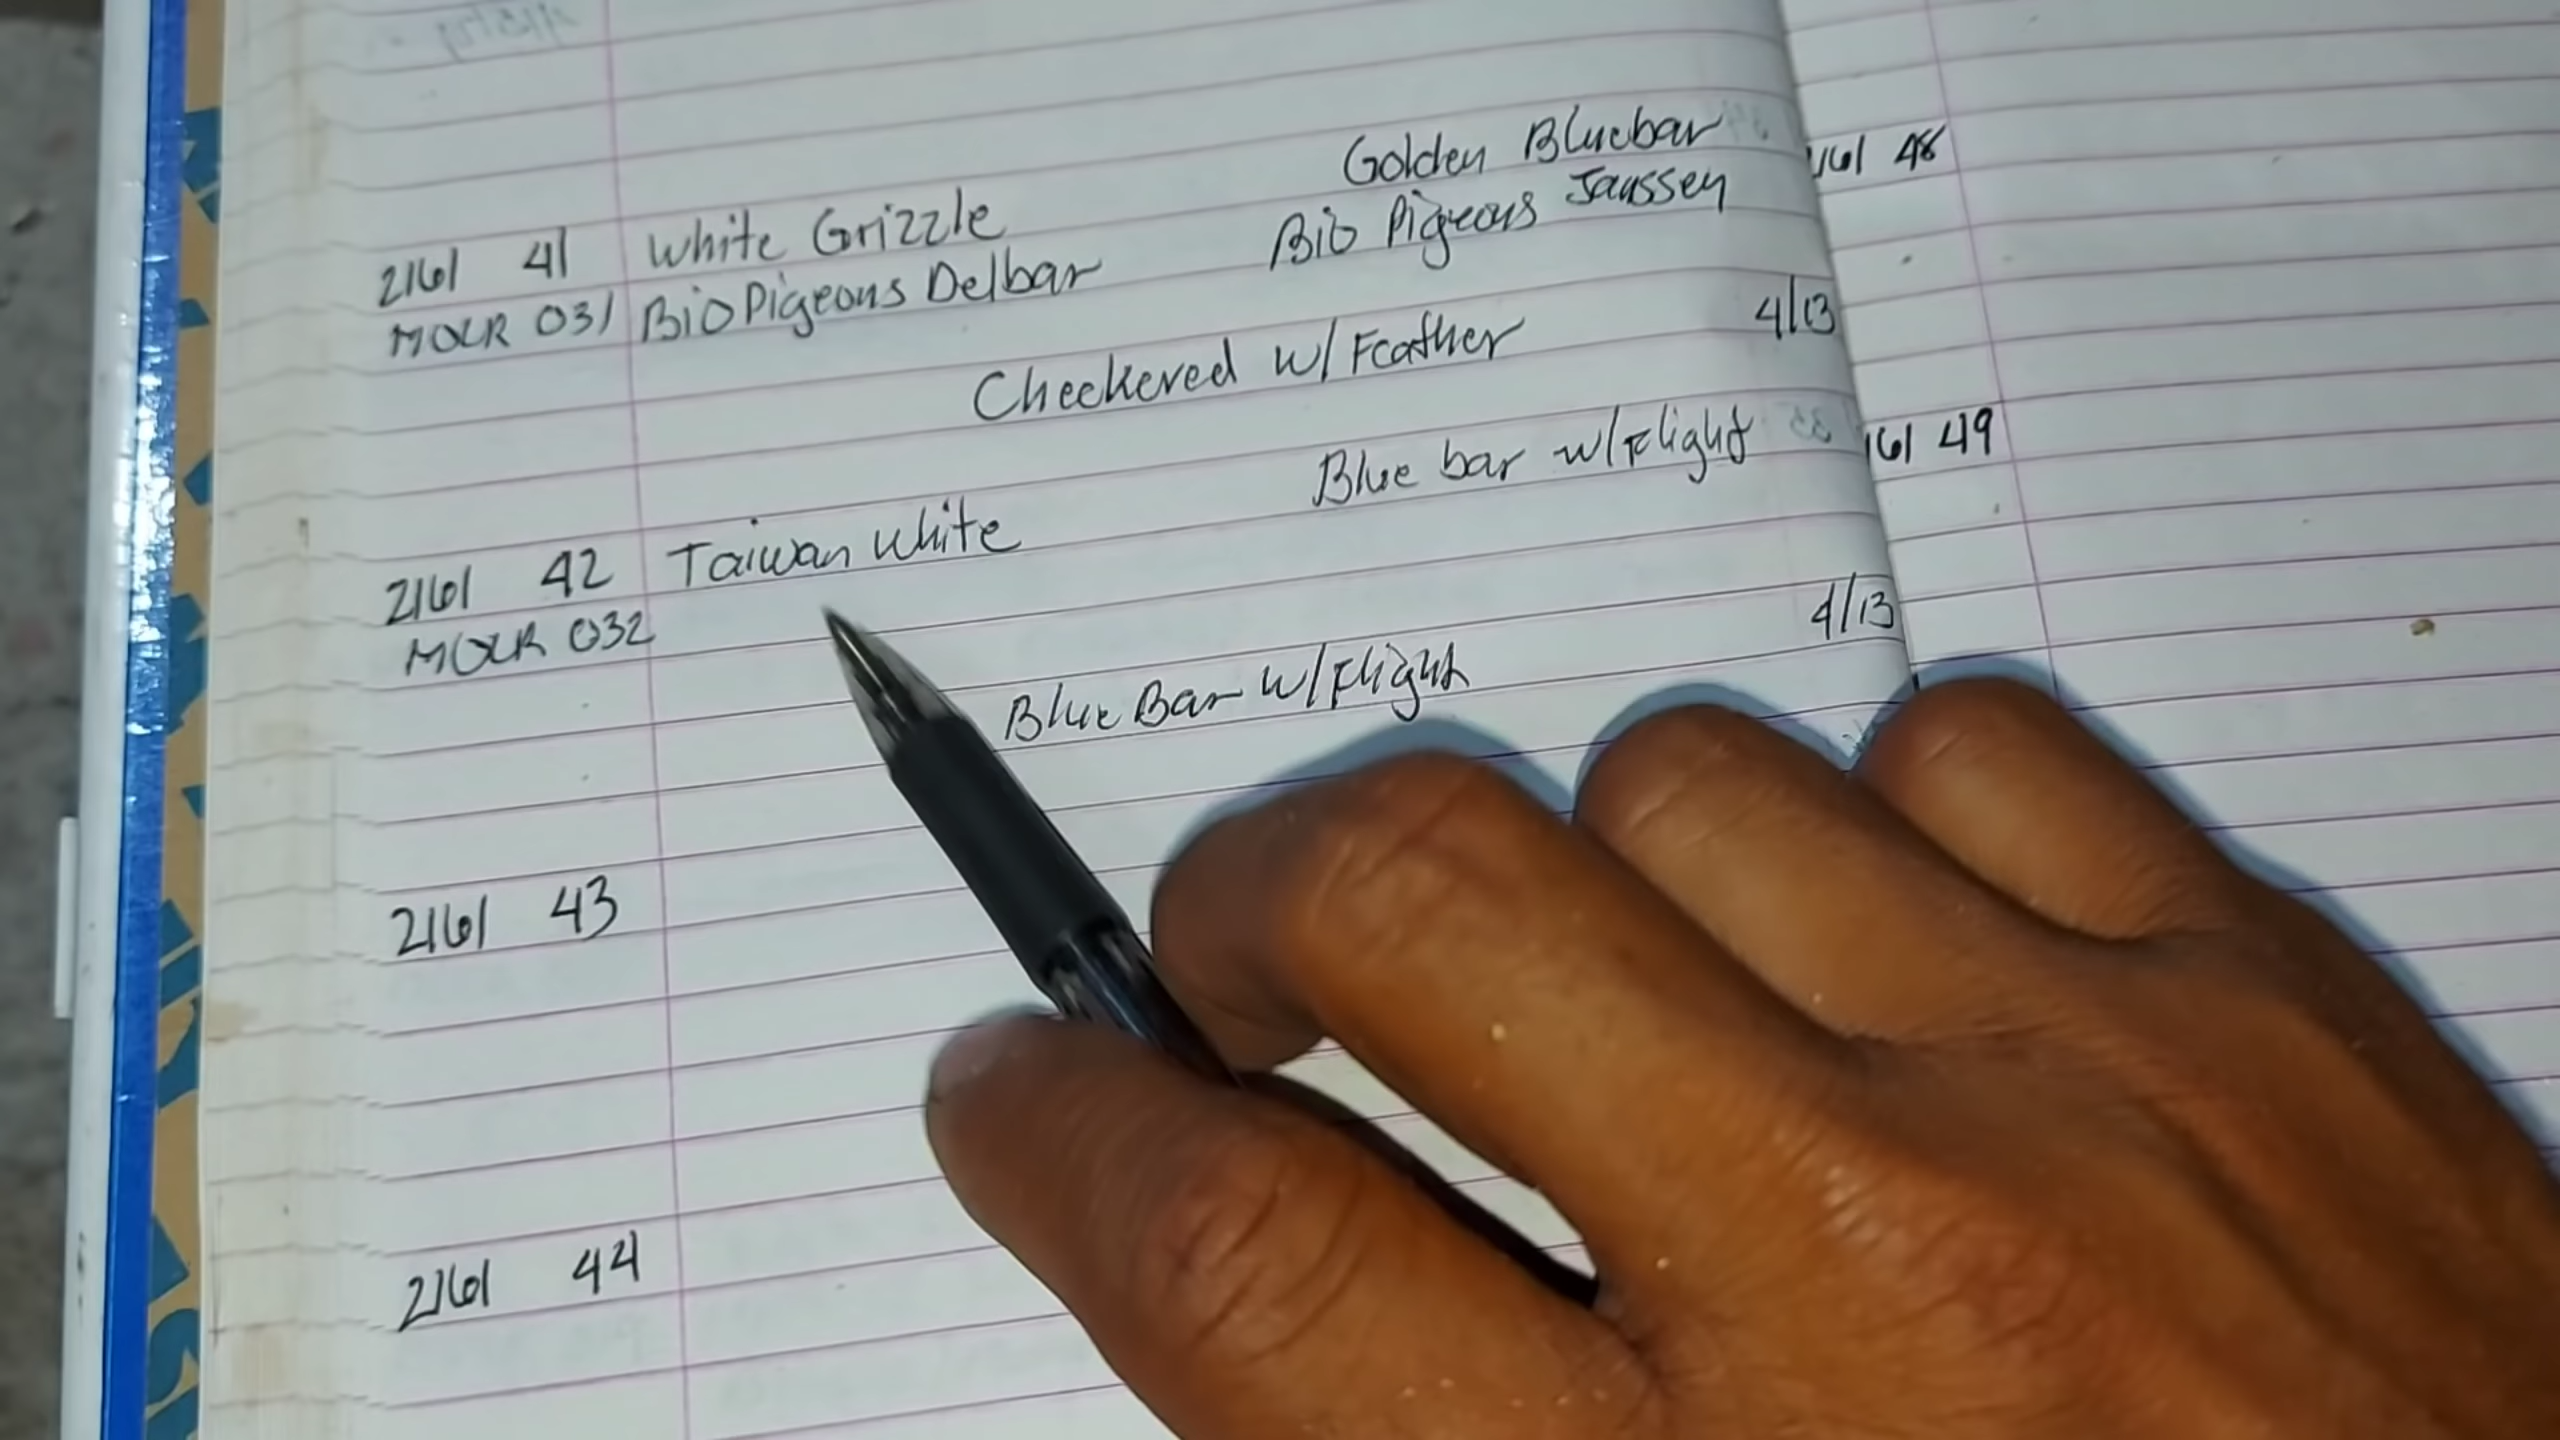 2161 41 White Grizzle Golden Bluebar
MOLR 031 BioPigeons Delbar Bio Pigeons Janssen
Checkered w/Feather 4/13
2161 42 Taiwan White Blue bar w/Flight
MOLR 032
Blue Bar w/Flight 4/13
2161 43
2161 44
161 48
161 49